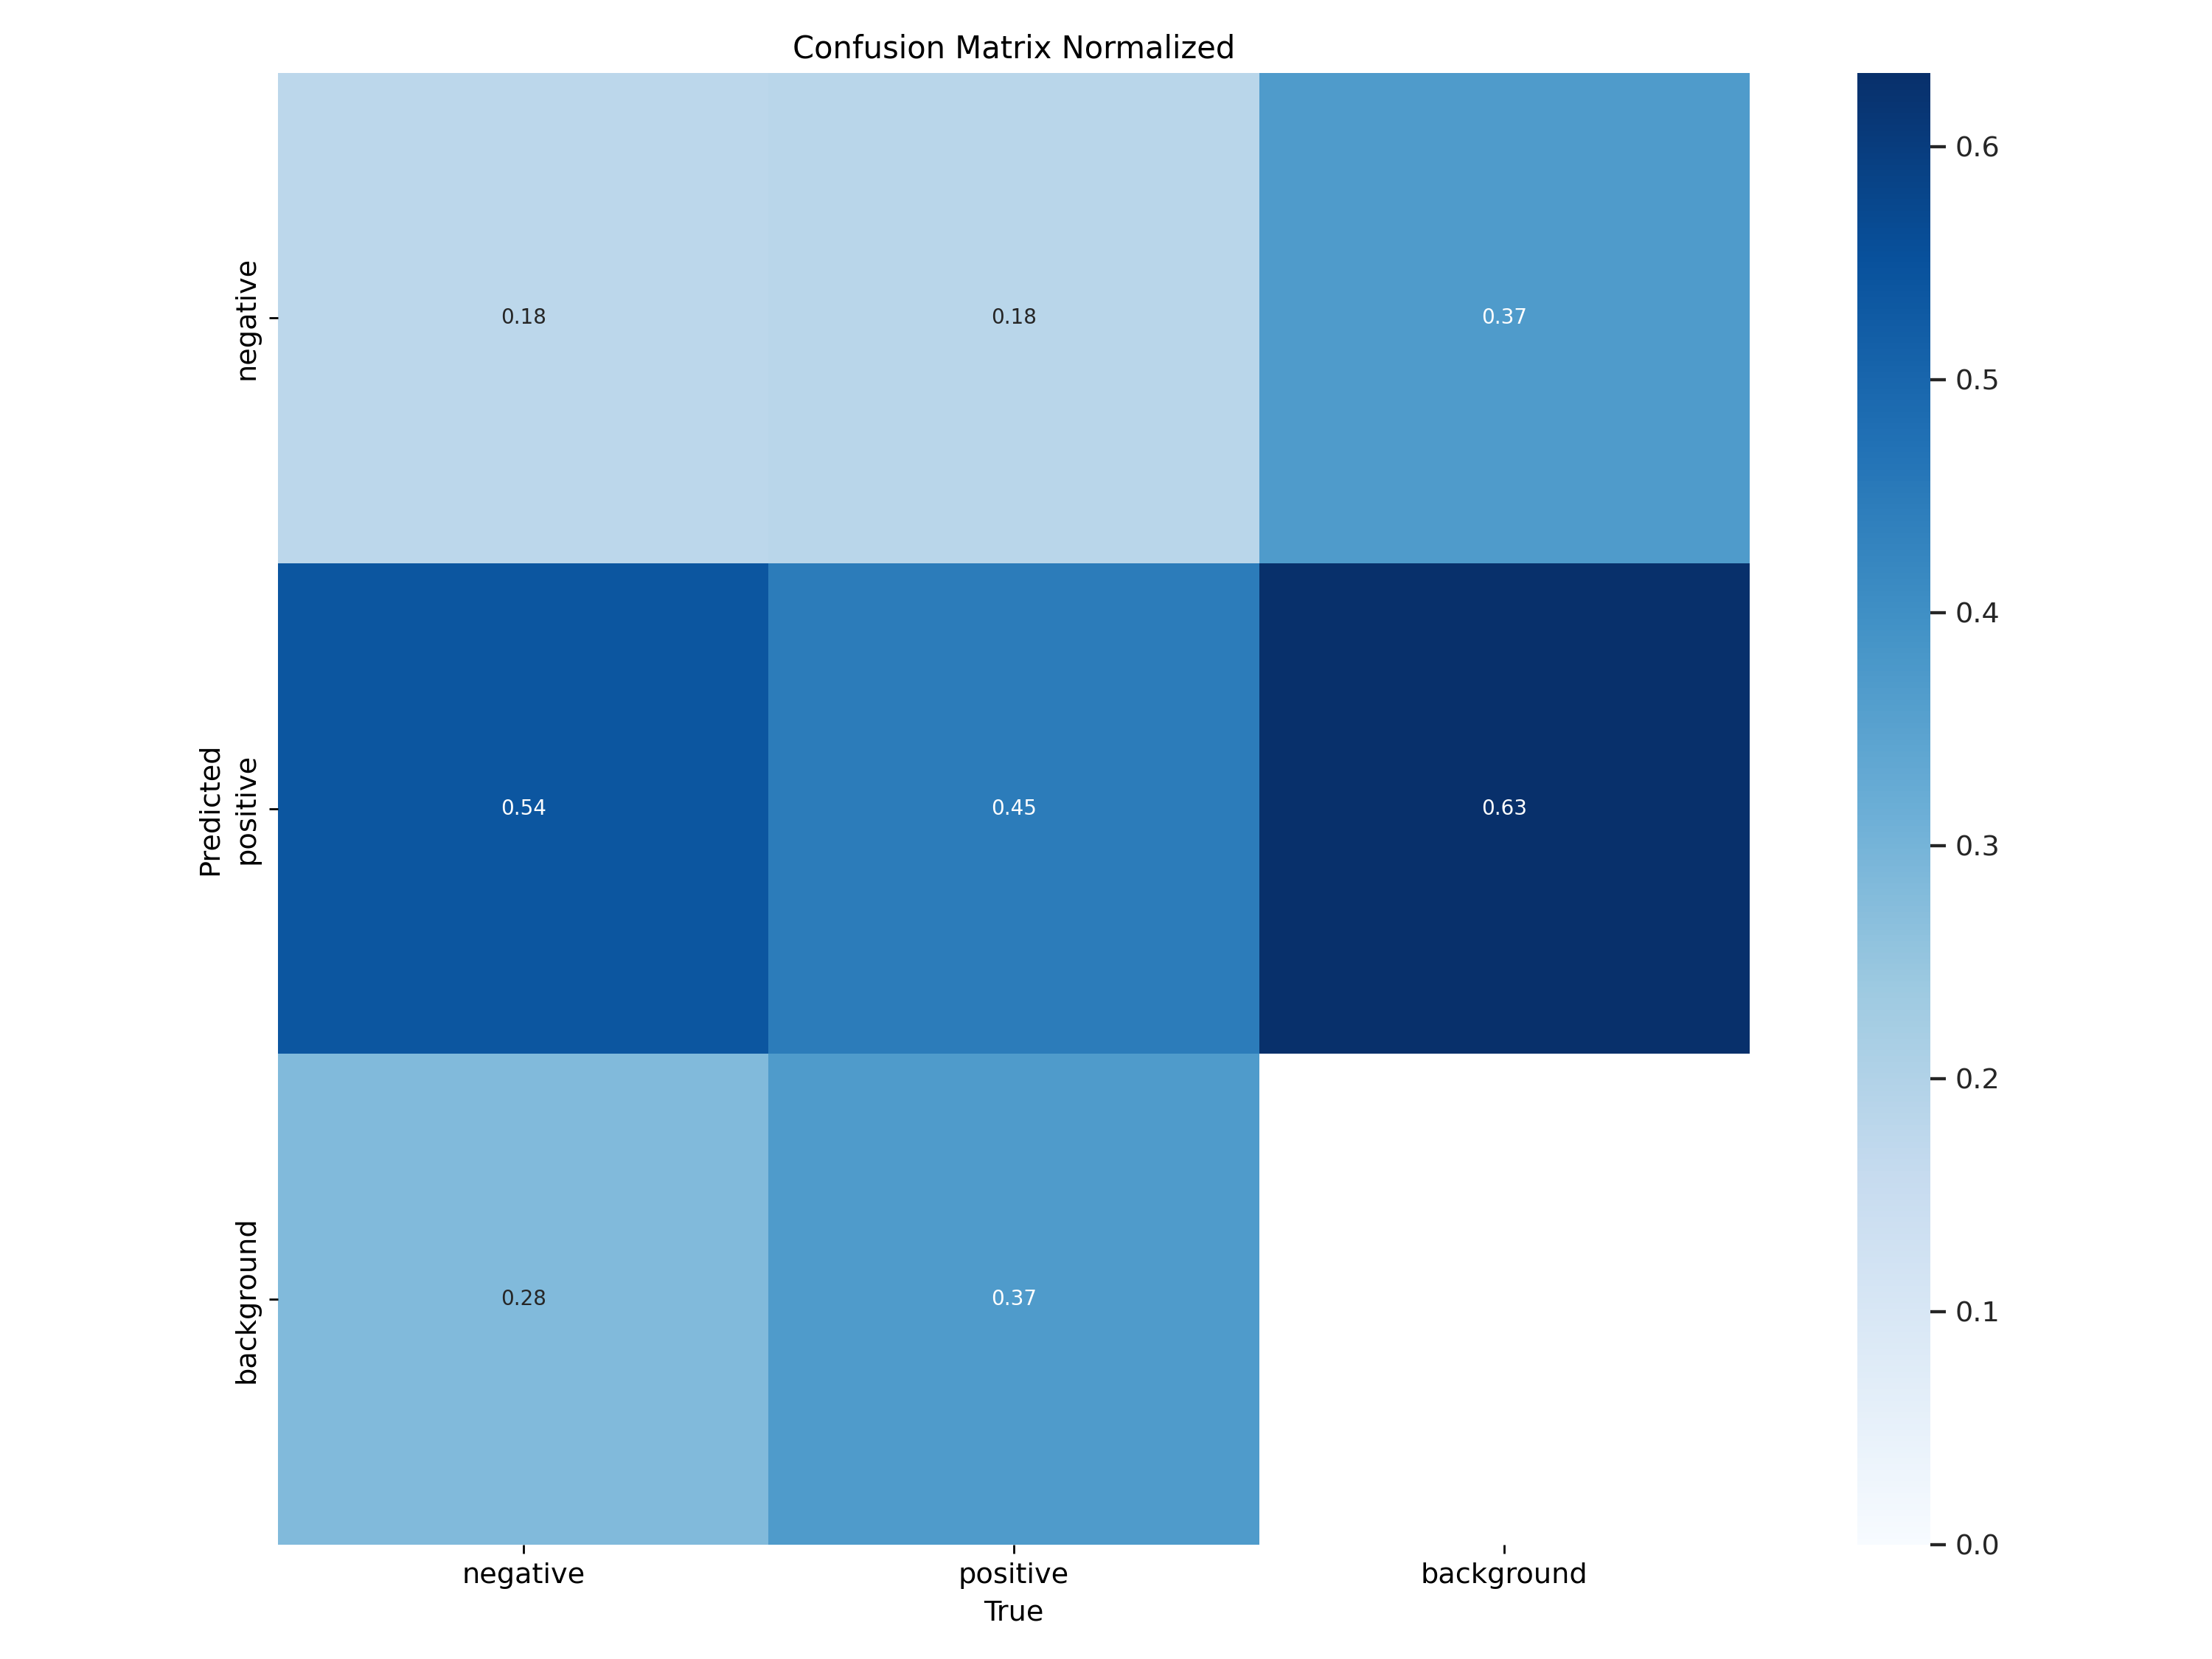 Confusion Matrix Normalized
negative
0.18 0.18 0.37
Predicted
positive
0.54 0.45 0.63
background
0.28 0.37
negative positive background
True
0.6
0.5
0.4
0.3
0.2
0.1
0.0